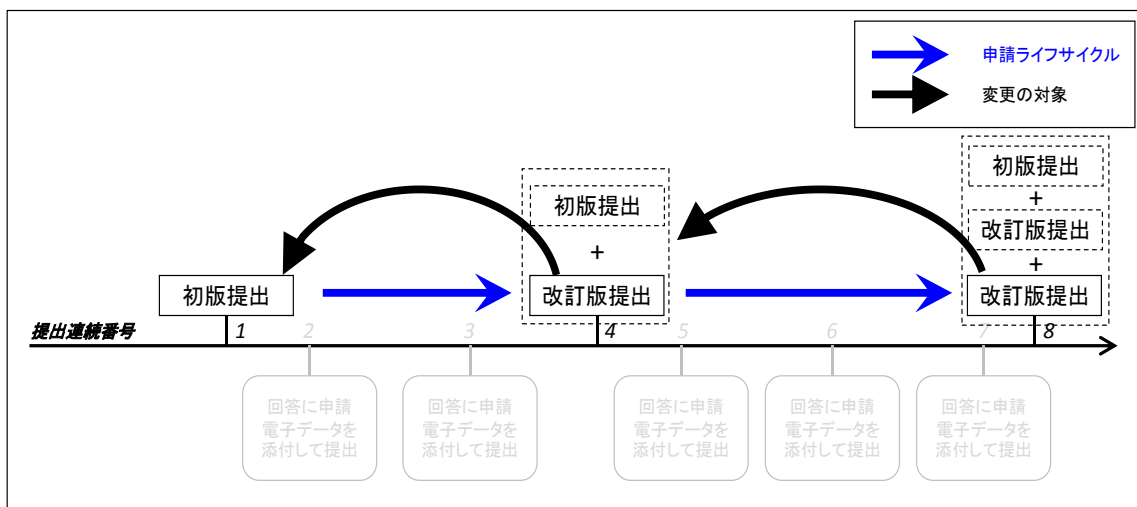 申請ライフサイクル
変更の対象
初版提出
+
改訂版提出
+
改訂版提出
初版提出
+
改訂版提出
初版提出
提出連続番号
1
2
3
4
5
6
7
8
回答に申請
電子データを
添付して提出
回答に申請
電子データを
添付して提出
回答に申請
電子データを
添付して提出
回答に申請
電子データを
添付して提出
回答に申請
電子データを
添付して提出